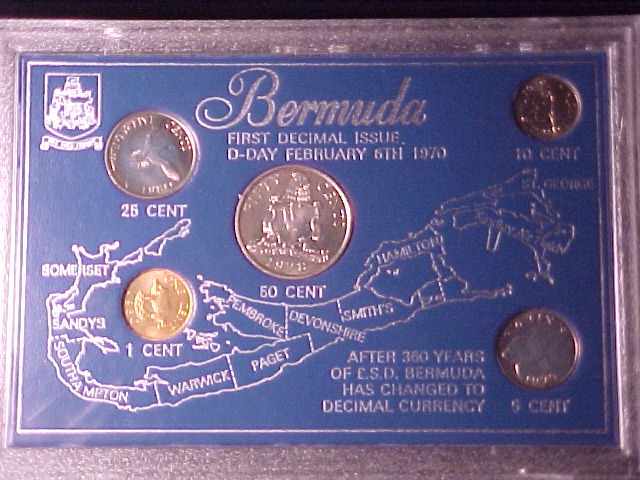 Bermuda
FIRST DECIMAL ISSUE.
D-DAY FEBRUARY 6TH 1970
10 CENT
25 CENT
FIFTY CENTS
50 CENT
ST. GEORGE
HAMILTON
SOMERSET
SANDYS
1 CENT
PEMBROKE
DEVONSHIRE
SMITH'S
SOUTHAMPTON
WARWICK
PAGET
AFTER 360 YEARS
OF £.S.D. BERMUDA
HAS CHANGED TO
DECIMAL CURRENCY
5 CENT